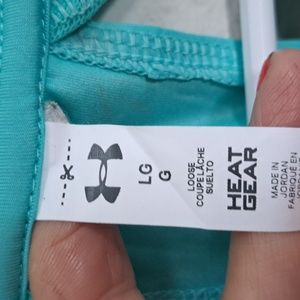 LG
G
LOOSE
COUPE LÂCHE
SUELTO
HEAT
GEAR
MADE IN
JORDAN
FABRIQUÉ EN